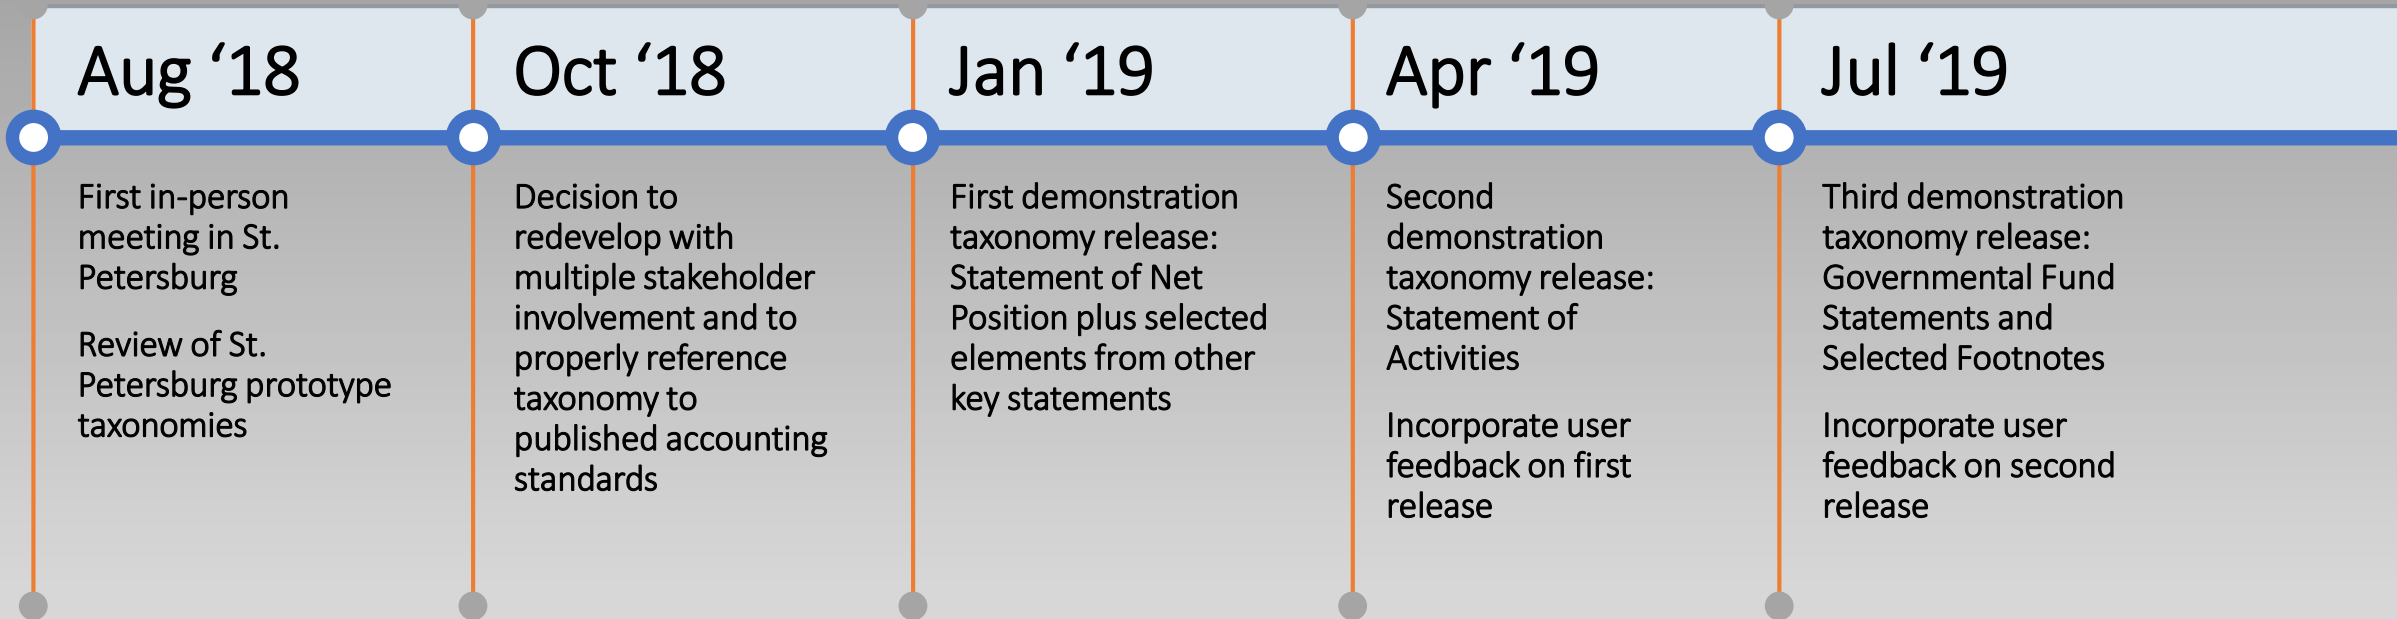 Aug ‘18
First in-person
meeting in St.
Petersburg
Review of St.
Petersburg prototype
taxonomies
Oct ‘18
Decision to
redevelop with
multiple stakeholder
involvement and to
properly reference
taxonomy to
published accounting
standards
Jan ‘19
First demonstration
taxonomy release:
Statement of Net
Position plus selected
elements from other
key statements
Apr ‘19
Second
demonstration
taxonomy release:
Statement of
Activities
Incorporate user
feedback on first
release
Jul ‘19
Third demonstration
taxonomy release:
Governmental Fund
Statements and
Selected Footnotes
Incorporate user
feedback on second
release